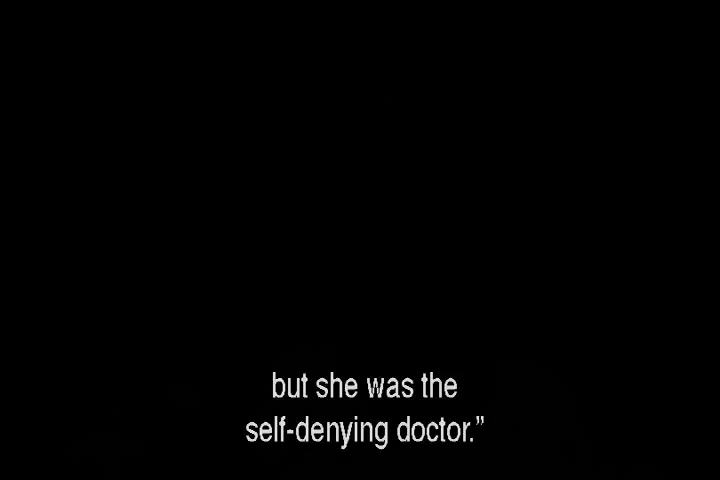 but she was the
self-denying doctor.”